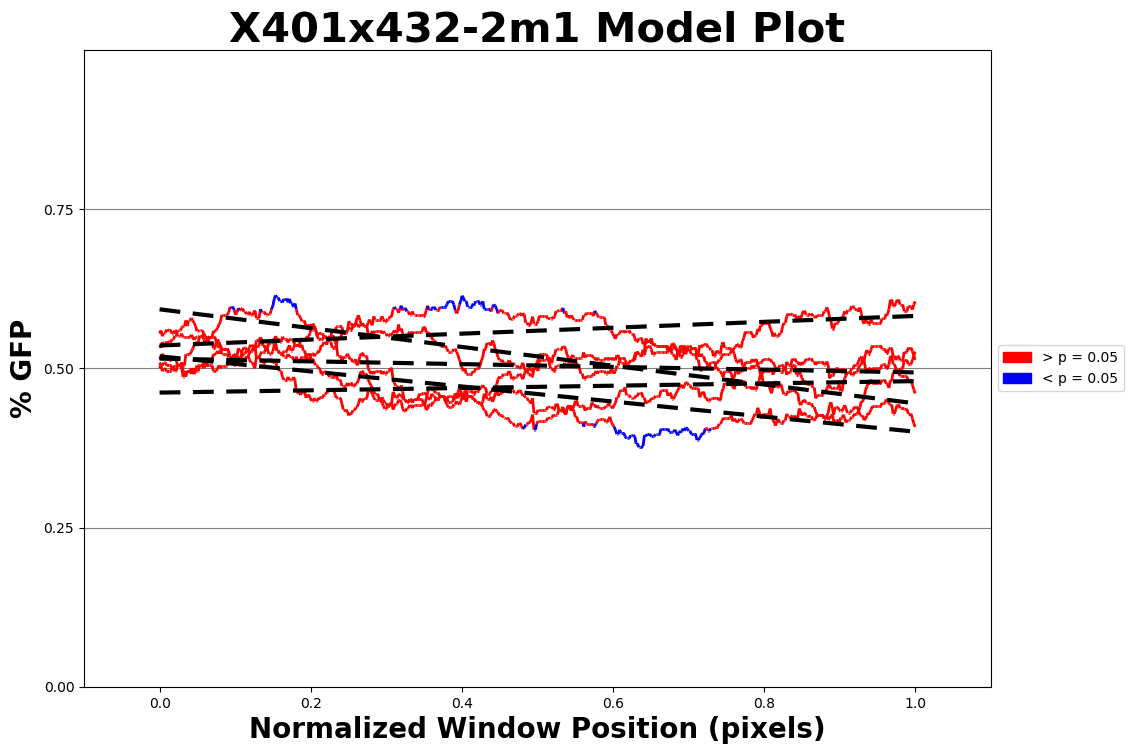 X401x432-2m1 Model Plot
% GFP
0.75
0.50
0.25
0.00
0.0 0.2 0.4 0.6 0.8 1.0
Normalized Window Position (pixels)
> p = 0.05
< p = 0.05